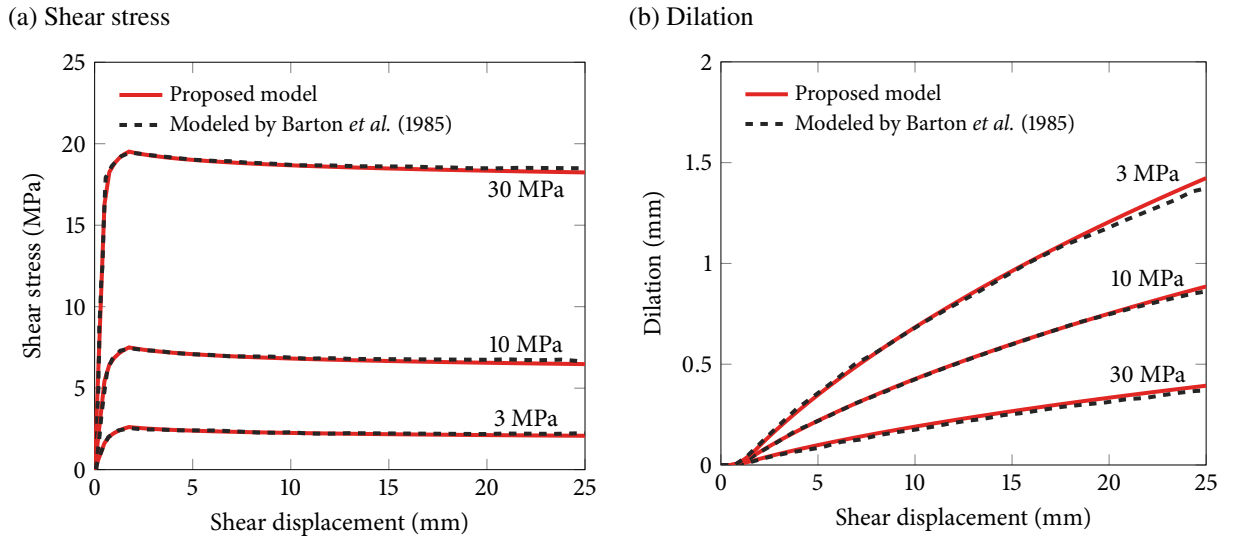 (a) Shear stress
25
20
15
10
5
0
0
5
10
15
20
25
Shear stress (MPa)
Shear displacement (mm)
Proposed model
Modeled by Barton et al. (1985)
30 MPa
10 MPa
3 MPa
(b) Dilation
2
1.5
1
0.5
0
0
5
10
15
20
25
Dilation (mm)
Shear displacement (mm)
Proposed model
Modeled by Barton et al. (1985)
3 MPa
10 MPa
30 MPa